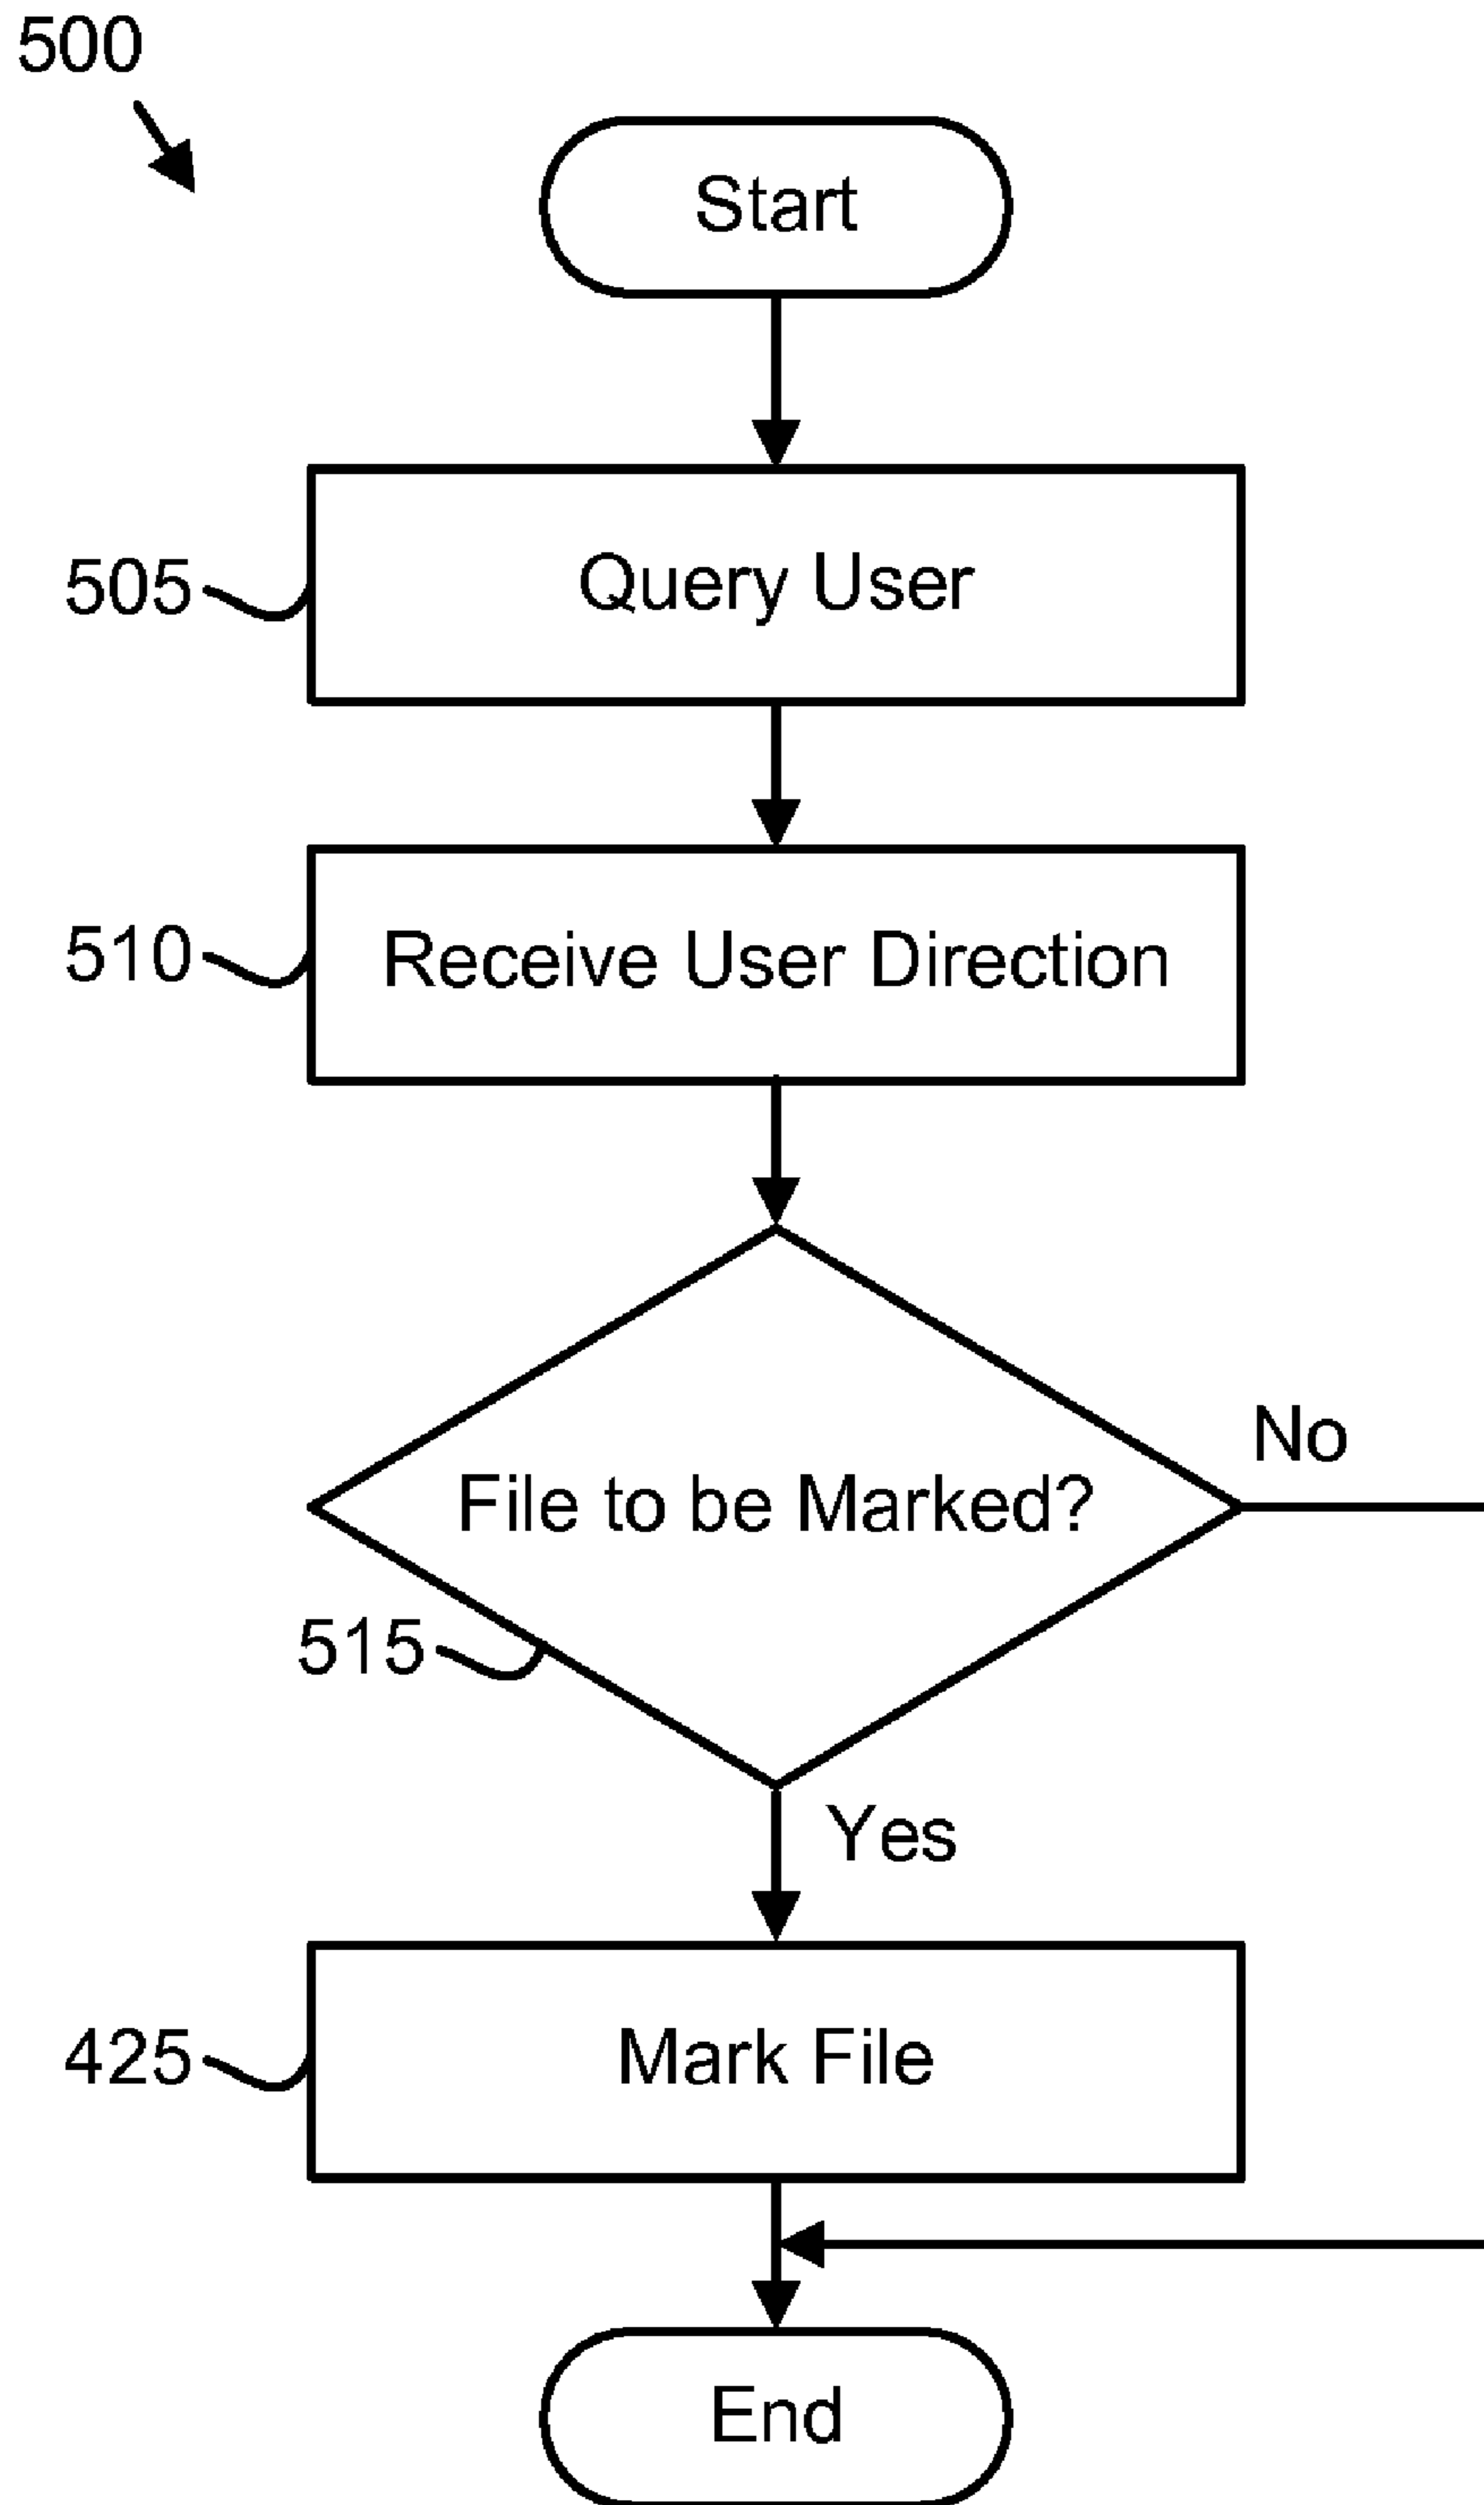 500
Start
505
Query User
510
Receive User Direction
No
File to be Marked?
515
Yes
425
Mark File
End